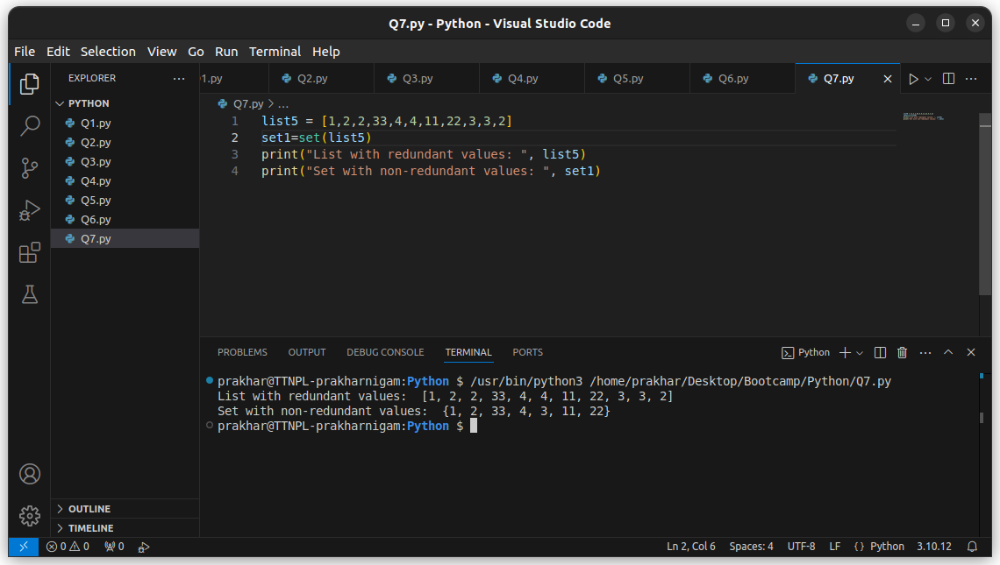 Q7.py - Python - Visual Studio Code
File Edit Selection View Go Run Terminal Help
EXPLORER
PYTHON
Q1.py
Q2.py
Q3.py
Q4.py
Q5.py
Q6.py
Q7.py
OUTLINE
TIMELINE
1.py Q2.py Q3.py Q4.py Q5.py Q6.py Q7.py
Q7.py > ...
1 list5 = [1,2,2,33,4,4,11,22,3,3,2]
2 set1=set(list5)
3 print("List with redundant values: ", list5)
4 print("Set with non-redundant values: ", set1)
PROBLEMS OUTPUT DEBUG CONSOLE TERMINAL PORTS Python
prakhar@TTNPL-prakharnigam:Python $ /usr/bin/python3 /home/prakhar/Desktop/Bootcamp/Python/Q7.py
List with redundant values:  [1, 2, 2, 33, 4, 4, 11, 22, 3, 3, 2]
Set with non-redundant values:  {1, 2, 33, 4, 3, 11, 22}
prakhar@TTNPL-prakharnigam:Python $
0 0 0 Ln 2, Col 6 Spaces: 4 UTF-8 LF {} Python 3.10.12